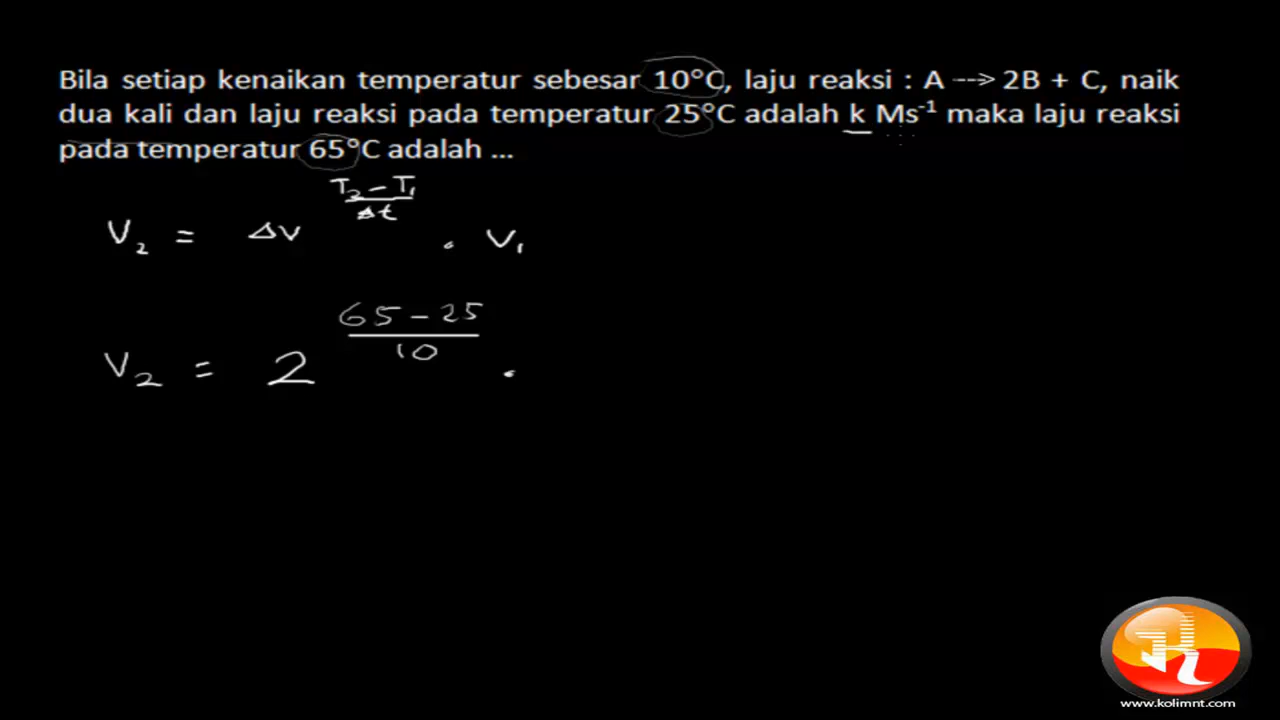 Bila setiap kenaikan temperatur sebesar 10°C, laju reaksi : A ---> 2B + C, naik
dua kali dan laju reaksi pada temperatur 25°C adalah k Ms⁻¹ maka laju reaksi
pada temperatur 65°C adalah ...
T₂ - T₁
Δt
V₂ = ΔV . V₁
65 - 25
10
V₂ = 2 .
www.kolimnt.com